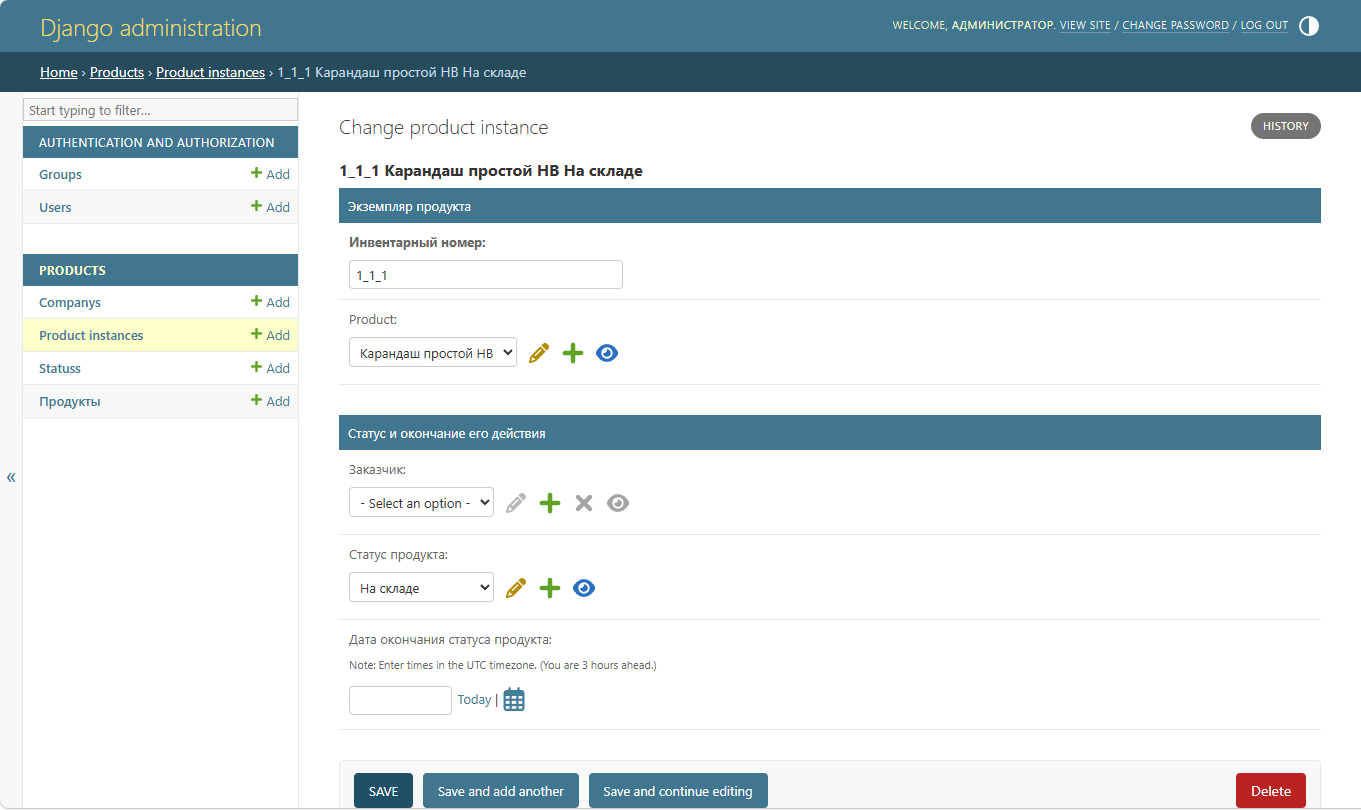 Django administration
WELCOME, АДМИНИСТРАТОР. VIEW SITE / CHANGE PASSWORD / LOG OUT
Home › Products › Product instances › 1_1_1 Карандаш простой HB На складе
Start typing to filter...
AUTHENTICATION AND AUTHORIZATION
Groups + Add
Users + Add
PRODUCTS
Companys + Add
Product instances + Add
Statuss + Add
Продукты + Add
«
Change product instance
HISTORY
1_1_1 Карандаш простой HB На складе
Экземпляр продукта
Инвентарный номер:
1_1_1
Product:
Карандаш простой HB
Статус и окончание его действия
Заказчик:
- Select an option -
Статус продукта:
На складе
Дата окончания статуса продукта:
Note: Enter times in the UTC timezone. (You are 3 hours ahead.)
Today |
SAVE Save and add another Save and continue editing Delete